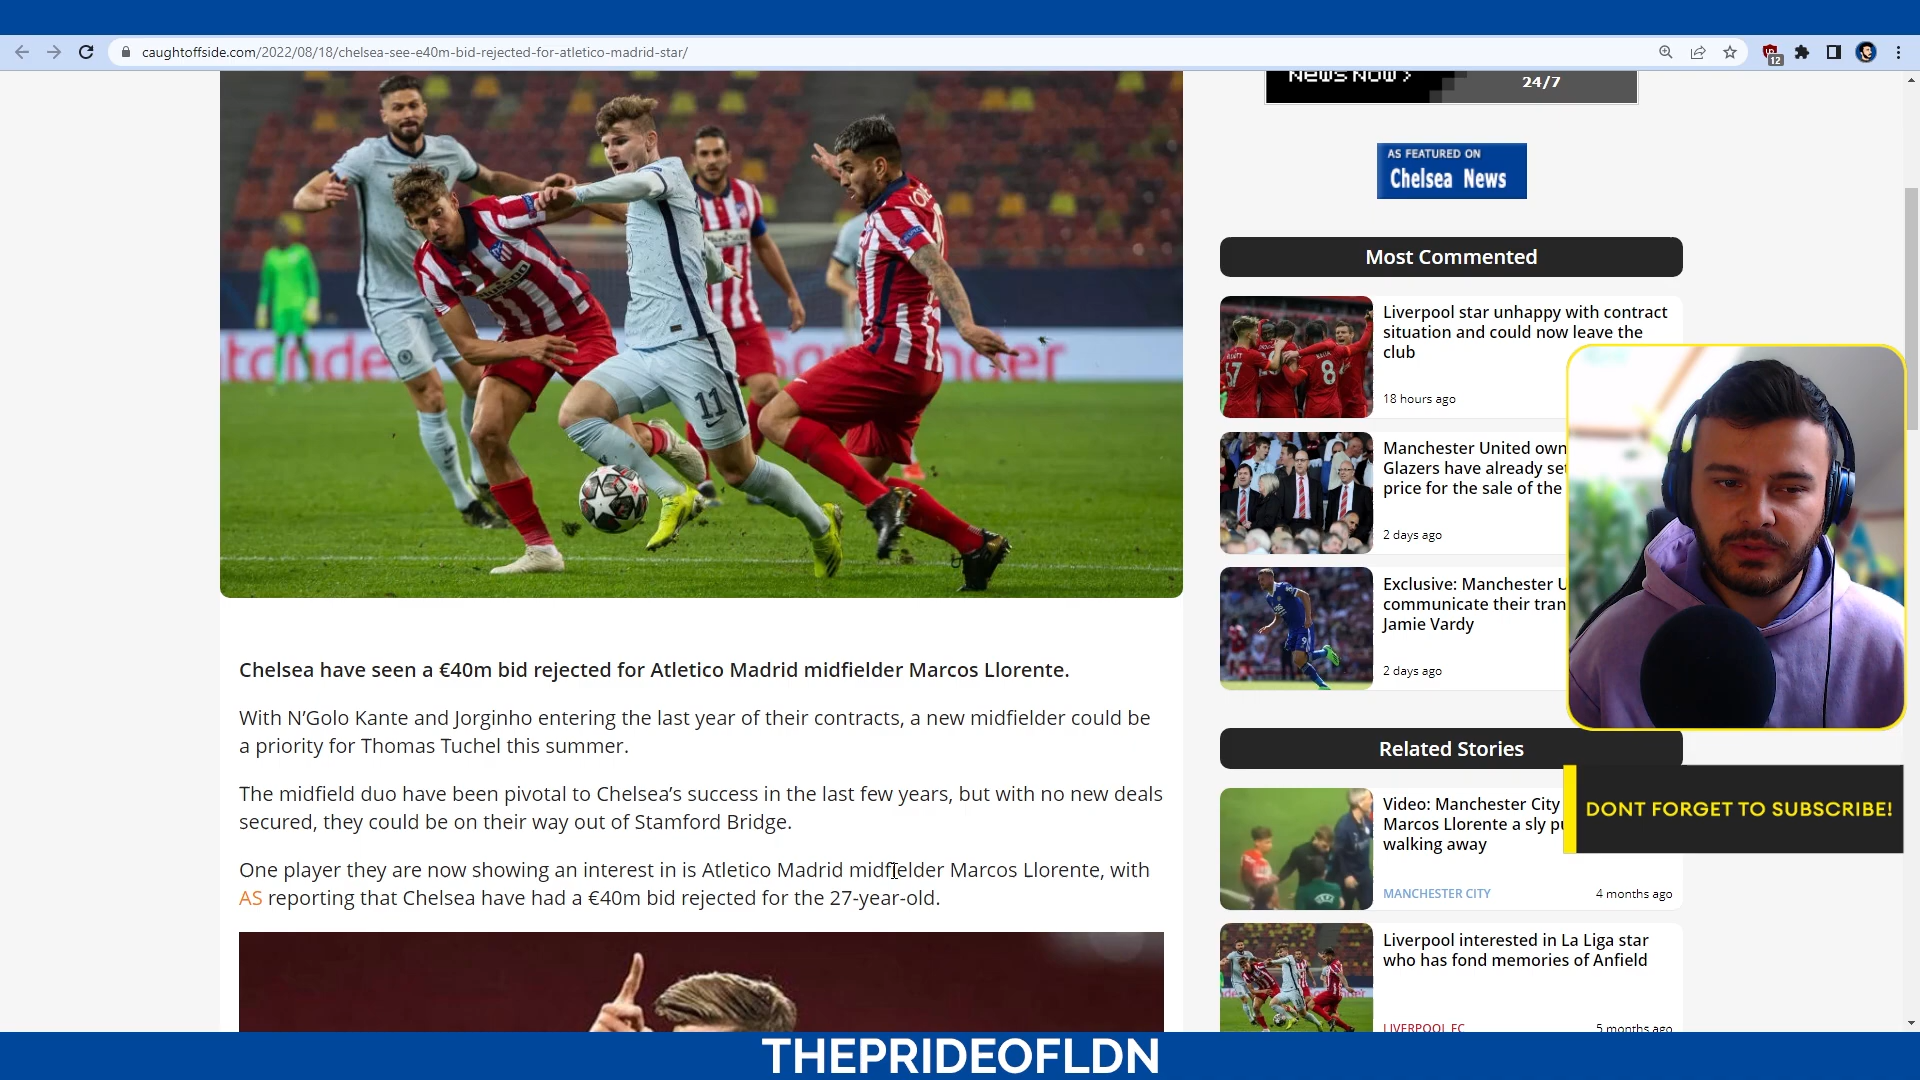 caughtoffside.com/2022/08/18/chelsea-see-e40m-bid-rejected-for-atletico-madrid-star/
12
News Now >
24/7
AS FEATURED ON
Chelsea News
Most Commented
Liverpool star unhappy with contract
situation and could now leave the
club
18 hours ago
Manchester United own
Glazers have already se
price for the sale of the
2 days ago
Exclusive: Manchester U
communicate their tran
Jamie Vardy
2 days ago
11
Chelsea have seen a €40m bid rejected for Atletico Madrid midfielder Marcos Llorente.
With N’Golo Kante and Jorginho entering the last year of their contracts, a new midfielder could be
a priority for Thomas Tuchel this summer.
The midfield duo have been pivotal to Chelsea’s success in the last few years, but with no new deals
secured, they could be on their way out of Stamford Bridge.
One player they are now showing an interest in is Atletico Madrid midfielder Marcos Llorente, with
AS reporting that Chelsea have had a €40m bid rejected for the 27-year-old.
Related Stories
Video: Manchester City
Marcos Llorente a sly pu
walking away
MANCHESTER CITY
4 months ago
Liverpool interested in La Liga star
who has fond memories of Anfield
LIVERPOOL FC
5 months ago
DONT FORGET TO SUBSCRIBE!
THEPRIDEOFLDN